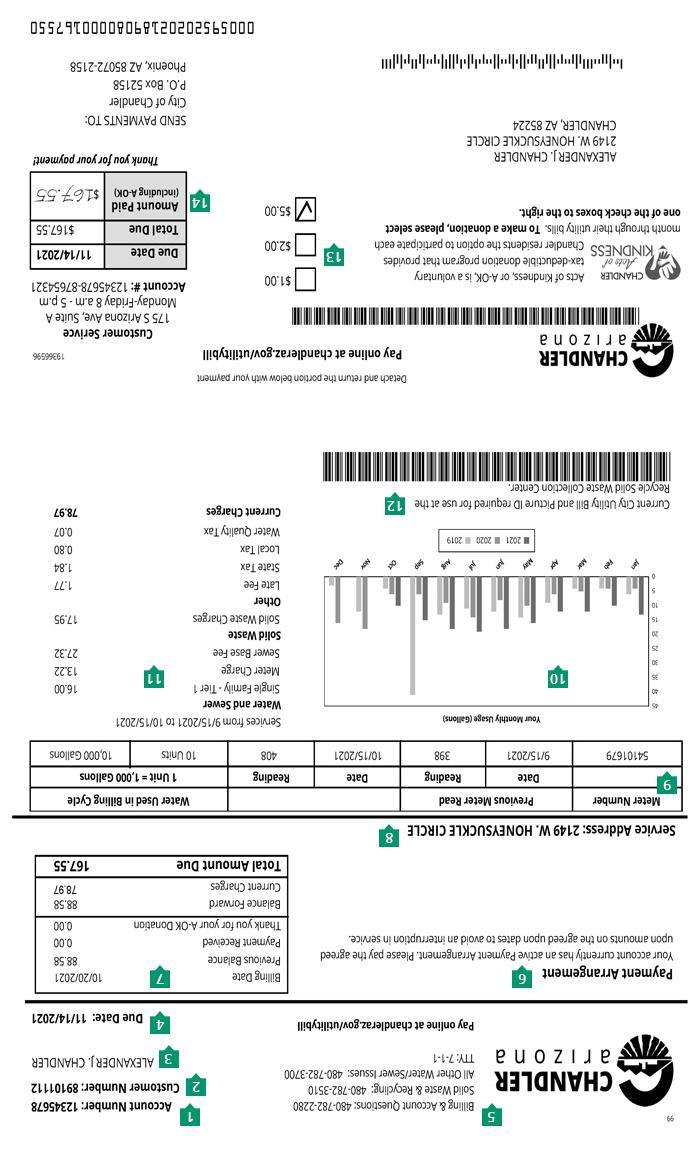 99
CHANDLER
arizona
5
Billing & Account Questions: 480-782-2280
Solid Waste & Recycling: 480-782-3510
All Other Water/Sewer Issues: 480-782-3700
TTY: 7-1-1
Pay online at chandleraz.gov/utilitybill
1
Account Number: 12345678
2
Customer Number: 89101112
3
ALEXANDER J. CHANDLER
4
Due Date: 11/14/2021
Payment Arrangement
6
Your account currently has an active Payment Arrangement. Please pay the agreed
upon amounts on the agreed upon dates to avoid an interruption in service.
7
Billing Date 10/20/2021
Previous Balance 88.58
Payment Received 0.00
Thank you for your A-OK Donation 0.00
Balance Forward 88.58
Current Charges 78.97
Total Amount Due 167.55
Service Address: 2149 W. HONEYSUCKLE CIRCLE
8
Meter Number Previous Meter Read Water Used in Billing Cycle
9
Date Reading Date Reading 1 Unit = 1,000 Gallons
54101679 9/15/2021 398 10/15/2021 408 10 Units 10,000 Gallons
Your Monthly Usage (Gallons)
45
40
35
30
25
20
15
10
5
0
Jan Feb Mar Apr May Jun Jul Aug Sep Oct Nov Dec
2021 2020 2019
10
Services from 9/15/2021 to 10/15/2021
Water and Sewer
Single Family - Tier 1 16.00
Meter Charge 13.22
11
Sewer Base Fee 27.32
Solid Waste
Solid Waste Charges 17.95
Other
Late Fee 1.77
State Tax 1.84
Local Tax 0.80
Water Quality Tax 0.07
Current Charges 78.97
Current City Utility Bill and Picture ID required for use at the
Recycle Solid Waste Collection Center.
12
Detach and return the portion below with your payment
19366596
CHANDLER
arizona
Pay online at chandleraz.gov/utilitybill
Customer Serivce
175 S Arizona Ave, Suite A
Monday-Friday 8 a.m - 5 p.m
Account #: 12345678-87654321
CHANDLER
Acts of
KINDNESS
Acts of Kindness, or A-OK, is a voluntary
tax-deductible donation program that provides
Chandler residents the option to participate each
month through their utility bills. To make a donation, please select
one of the check boxes to the right.
13
$1.00
$2.00
$5.00
Due Date 11/14/2021
Total Due $167.55
Amount Paid
(including A-OK) $167.55
14
Thank you for your payment!
ALEXANDER J. CHANDLER
2149 W. HONEYSUCKLE CIRCLE
CHANDLER, AZ 85224
SEND PAYMENTS TO:
City of Chandler
P.O. Box 52158
Phoenix, AZ 85072-2158
00059552020218908000016755​0